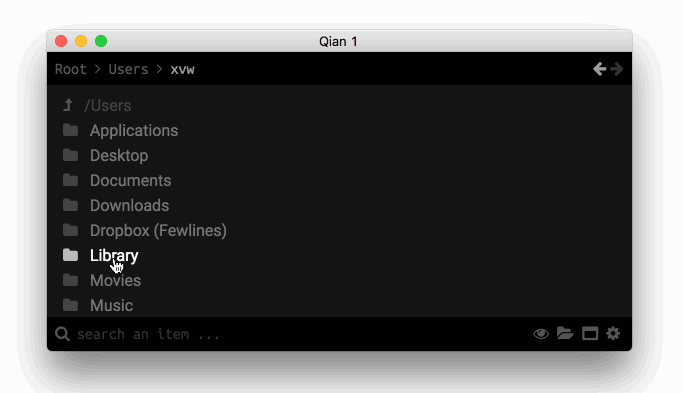 Qian 1
Root > Users > xvw
/Users
Applications
Desktop
Documents
Downloads
Dropbox (Fewlines)
Library
Movies
Music
search an item ...